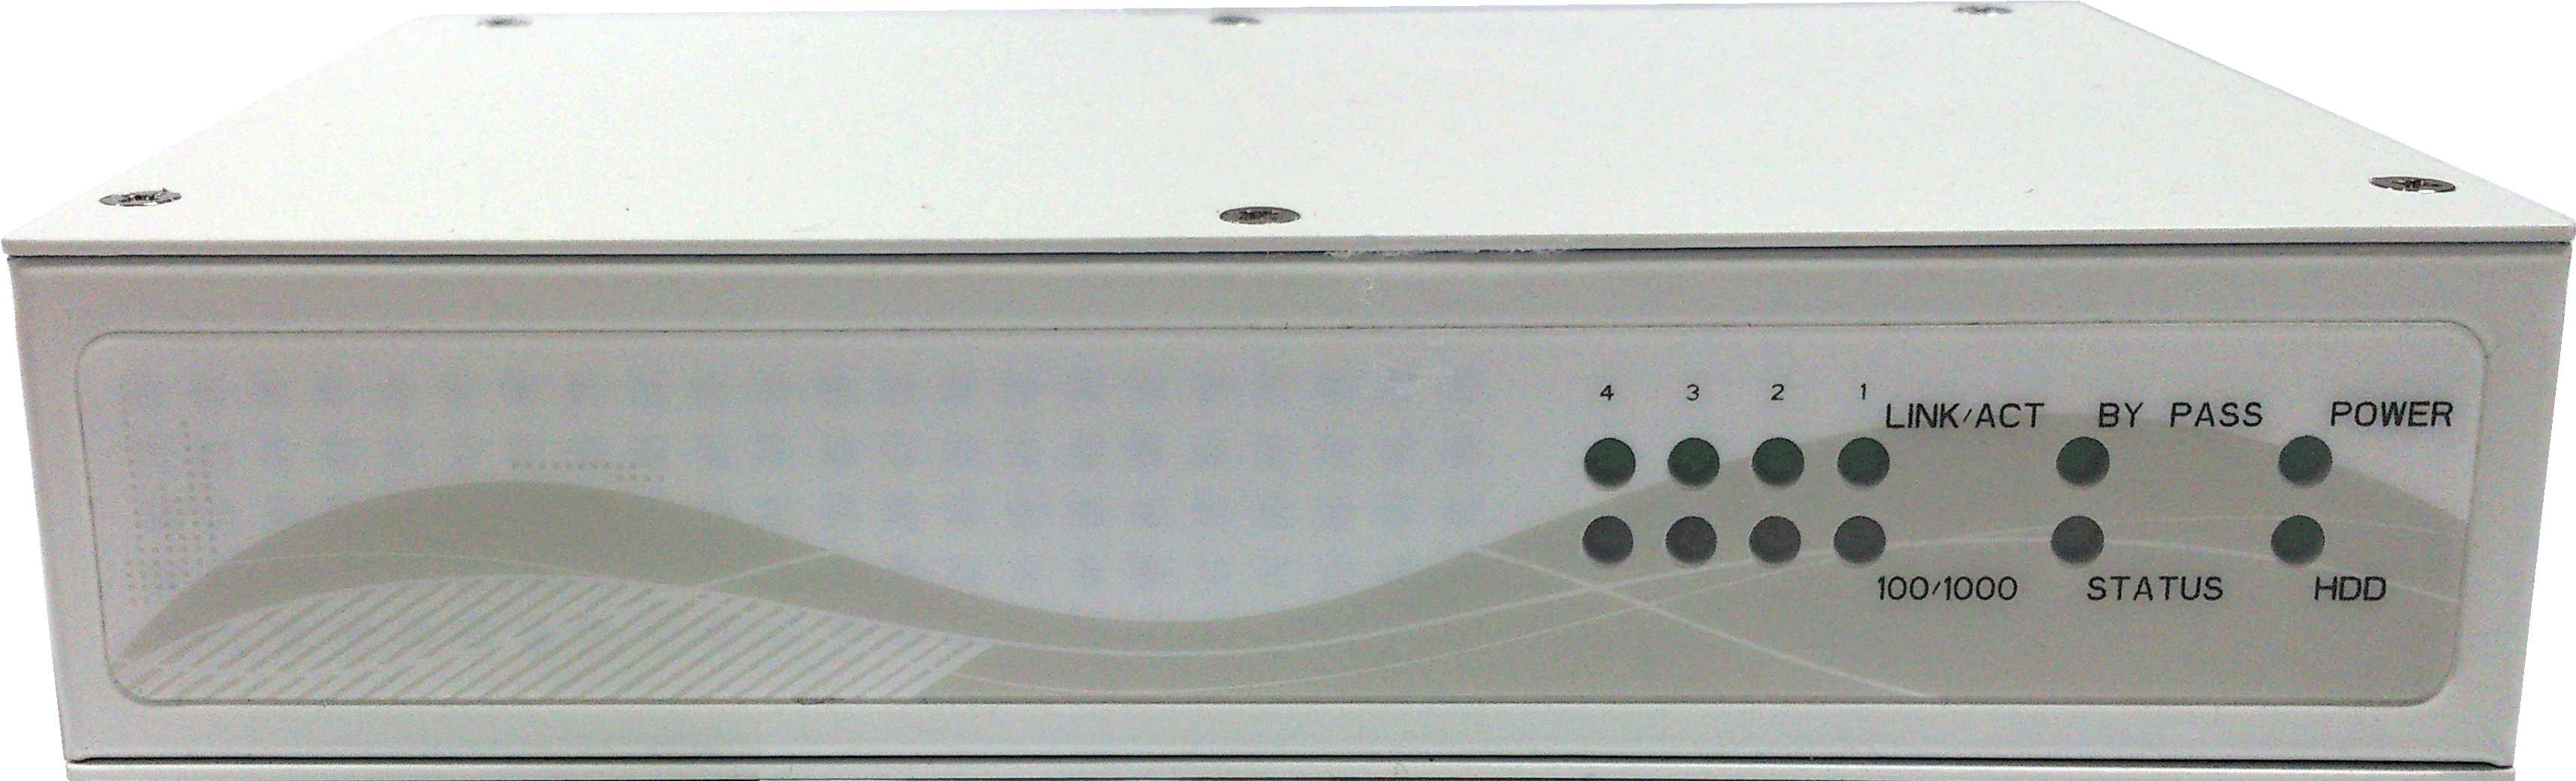 4 3 2 1
LINK/ACT BY PASS POWER
100/1000 STATUS HDD